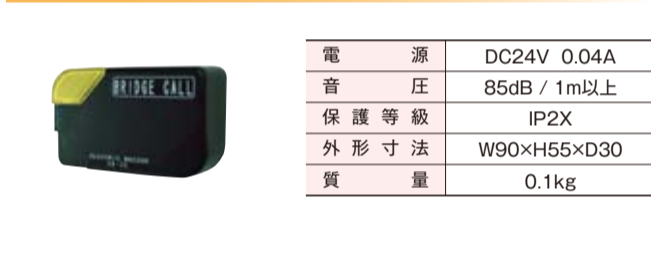 BRIDGE CALL
電源 DC24V 0.04A
音圧 85dB / 1m以上
保護等級 IP2X
外形寸法 W90×H55×D30
質量 0.1kg